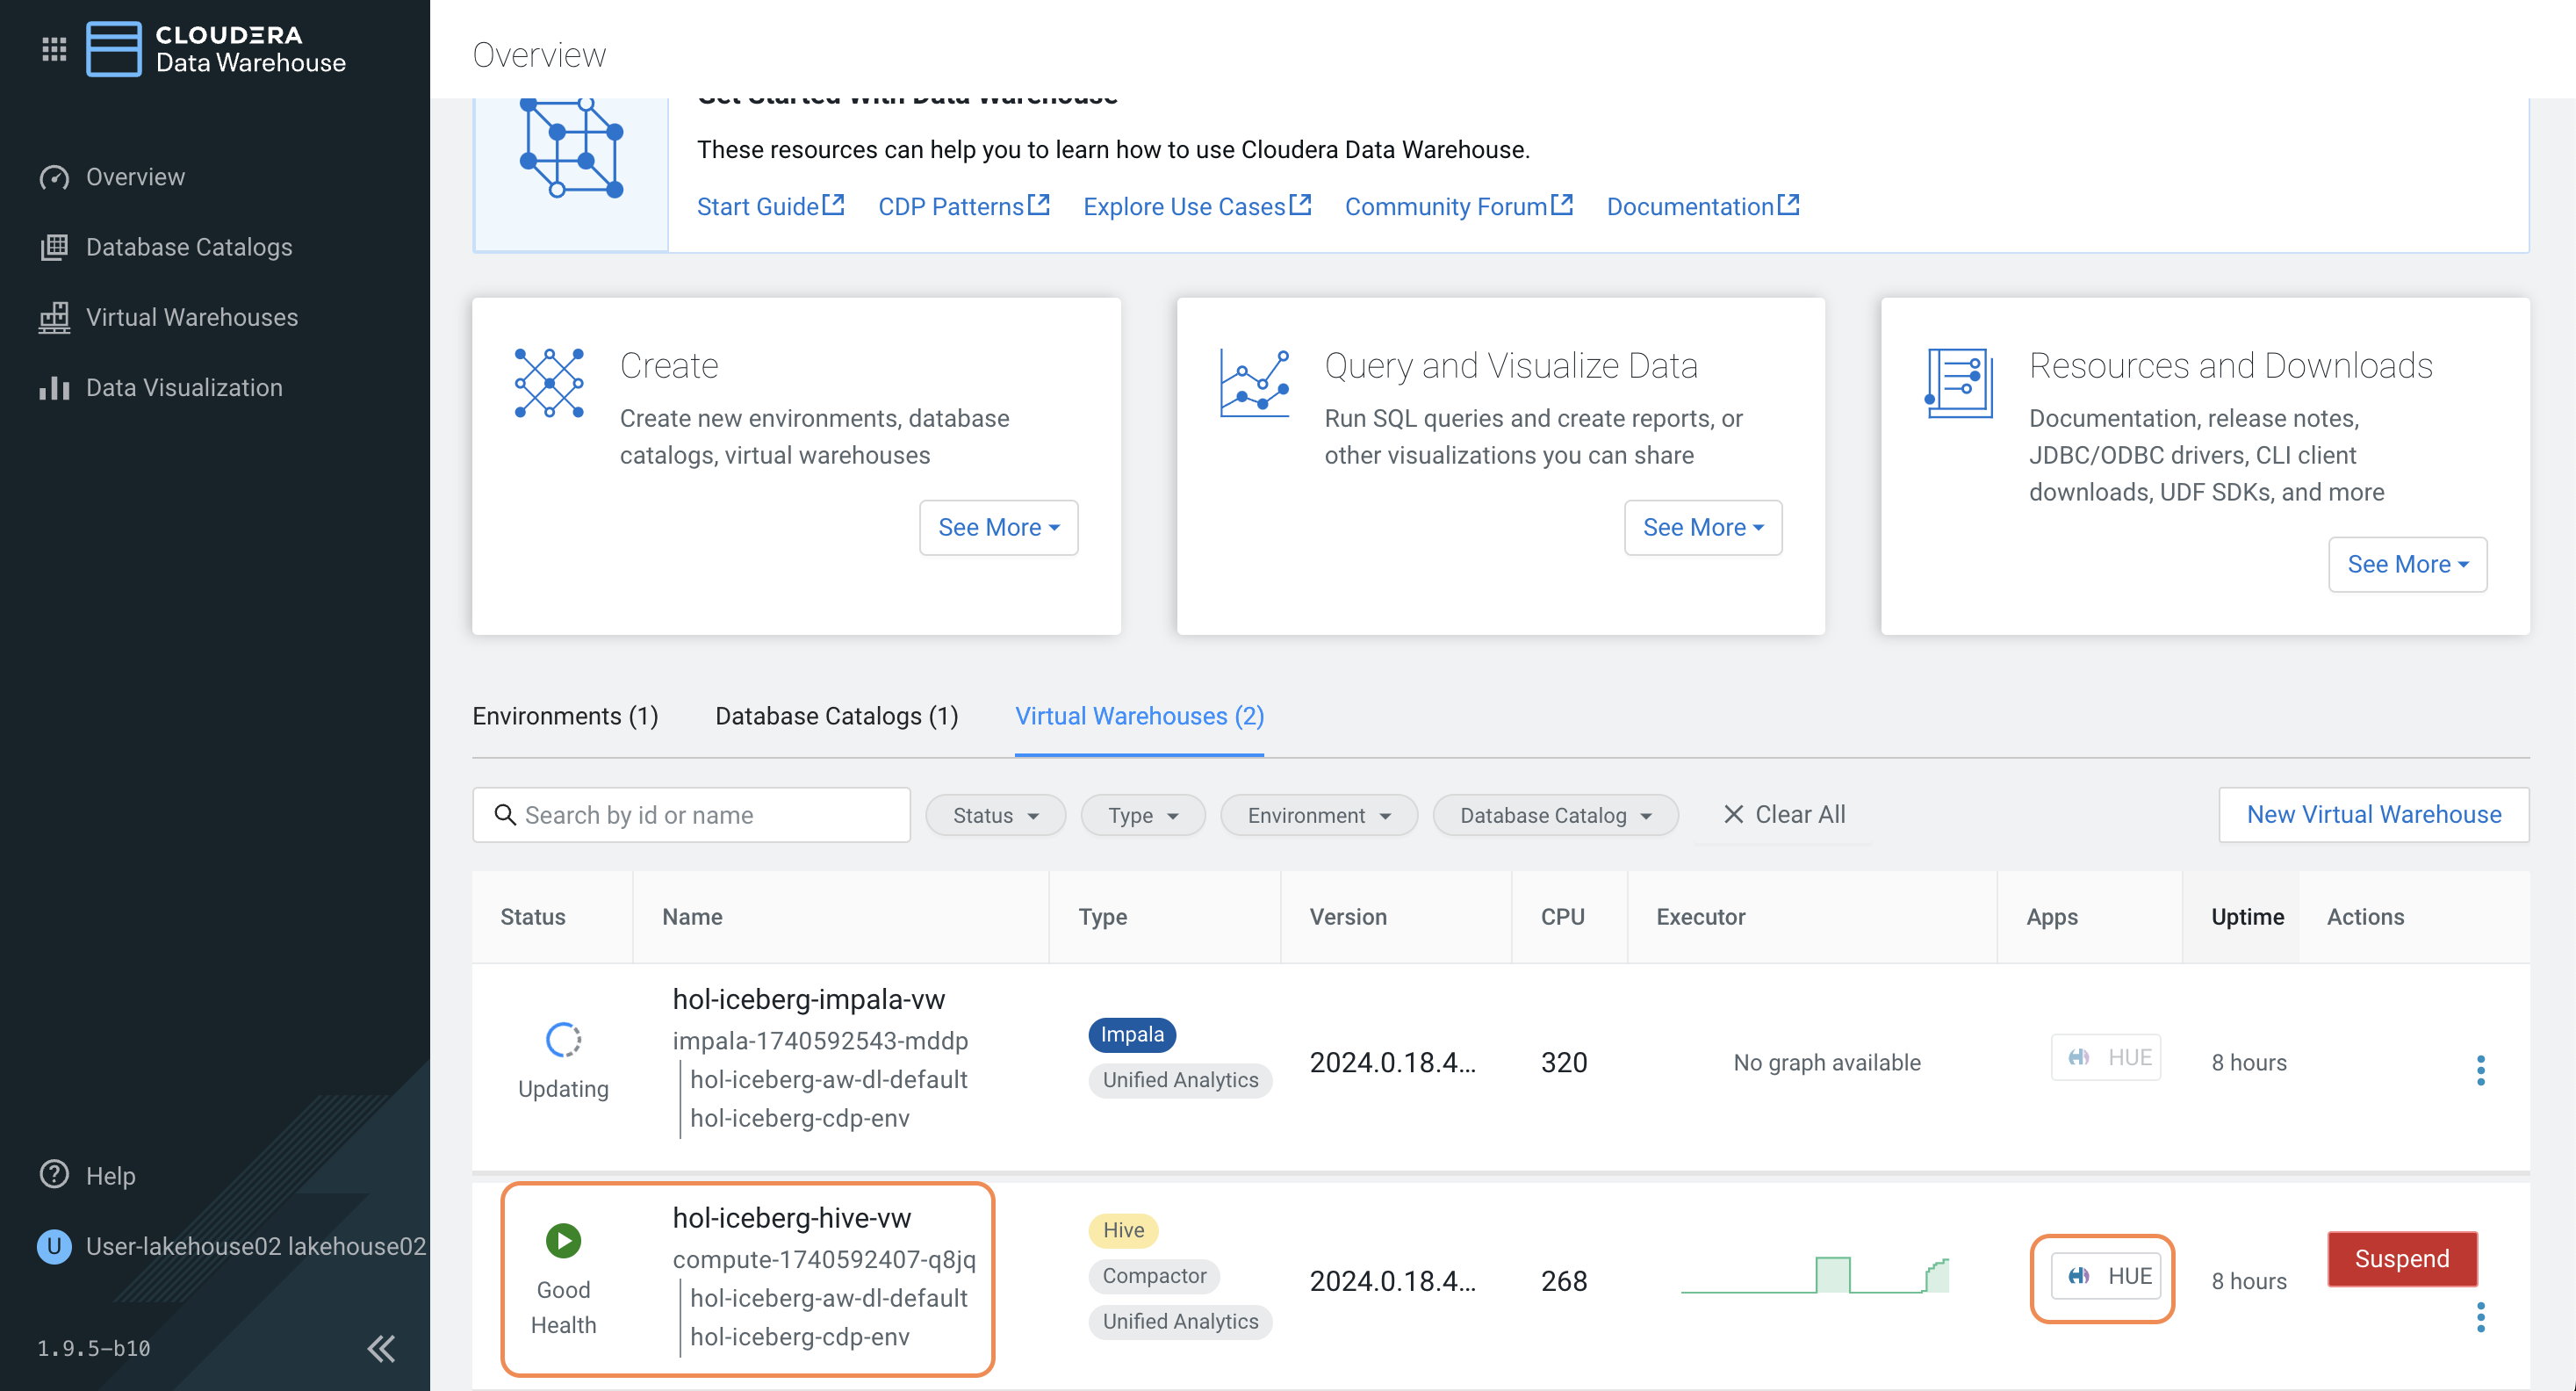 CLOUDERA
Data Warehouse
Overview
Database Catalogs
Virtual Warehouses
Data Visualization
Help
U
User-lakehouse02 lakehouse02
1.9.5-b10
Overview
Get Started with Data Warehouse
These resources can help you to learn how to use Cloudera Data Warehouse.
Start Guide CDP Patterns Explore Use Cases Community Forum Documentation
Create
Create new environments, database
catalogs, virtual warehouses
See More
Query and Visualize Data
Run SQL queries and create reports, or
other visualizations you can share
See More
Resources and Downloads
Documentation, release notes,
JDBC/ODBC drivers, CLI client
downloads, UDF SDKs, and more
See More
Environments (1) Database Catalogs (1) Virtual Warehouses (2)
Search by id or name Status Type Environment Database Catalog Clear All New Virtual Warehouse
Status Name Type Version CPU Executor Apps Uptime Actions
Updating
hol-iceberg-impala-vw
impala-1740592543-mddp
hol-iceberg-aw-dl-default
hol-iceberg-cdp-env
Impala
Unified Analytics
2024.0.18.4...
320
No graph available
HUE
8 hours
Good
Health
hol-iceberg-hive-vw
compute-1740592407-q8jq
hol-iceberg-aw-dl-default
hol-iceberg-cdp-env
Hive
Compactor
Unified Analytics
2024.0.18.4...
268
HUE
8 hours
Suspend